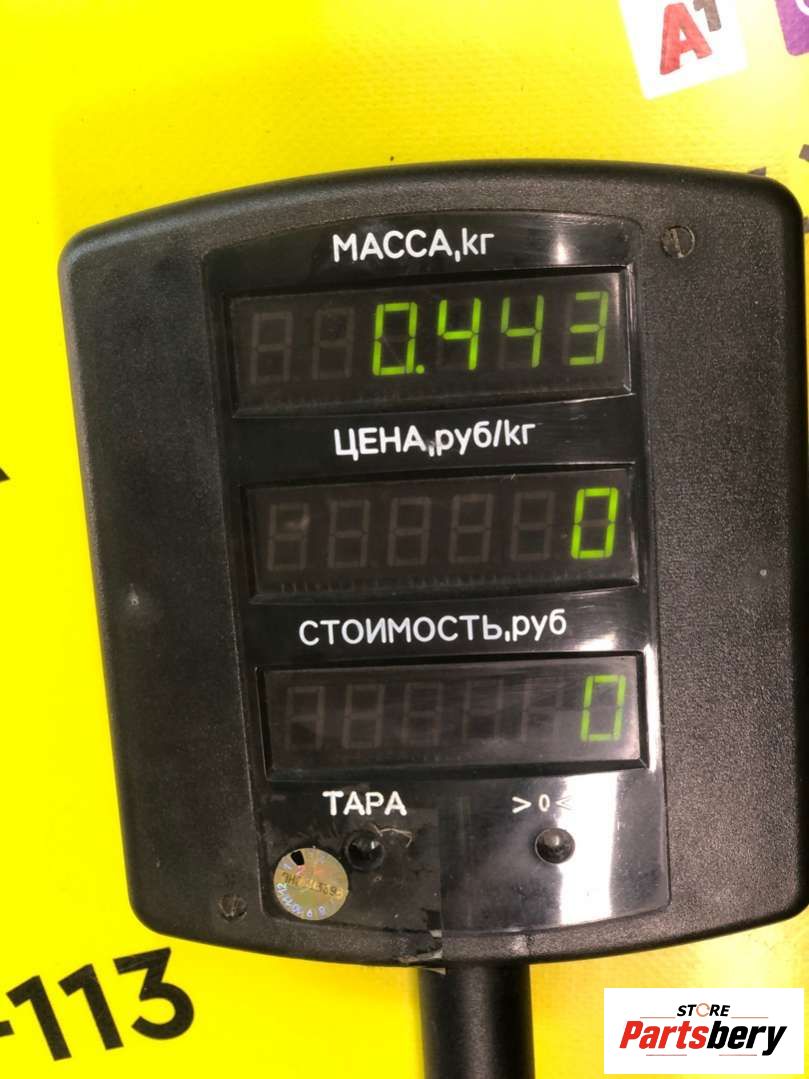 A1
МАССА,кг
0.443
ЦЕНА,руб/кг
0
СТОИМОСТЬ,руб
0
ТАРА >0<
-113
STORE
Partsbery